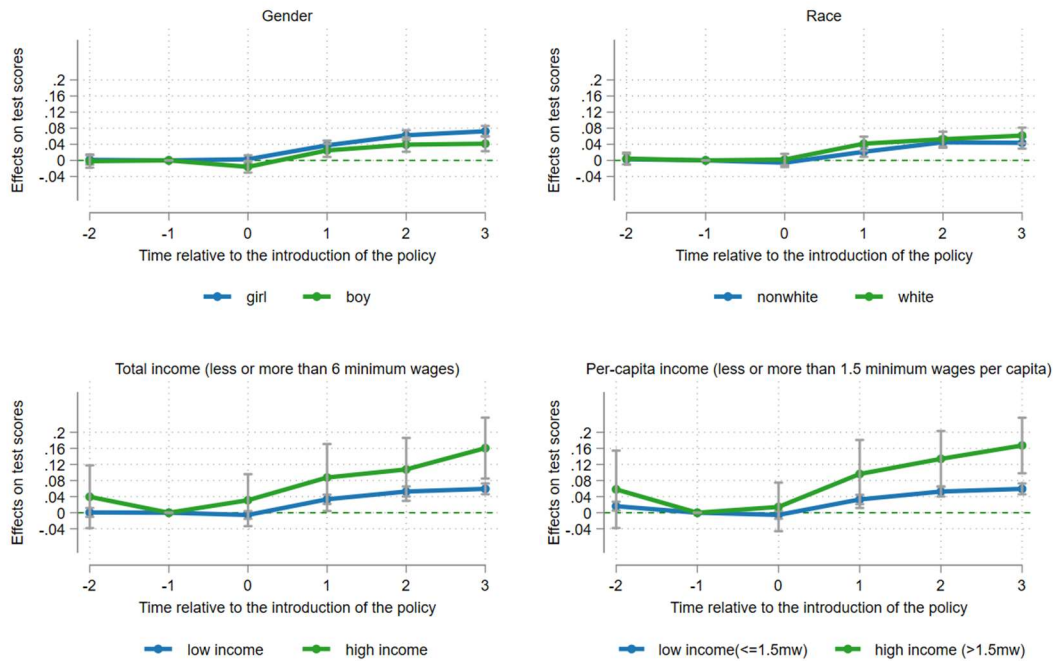 Gender
Effects on test scores
.2
.16
.12
.08
.04
0
-.04
-2 -1 0 1 2 3
Time relative to the introduction of the policy
girl boy
Race
Effects on test scores
.2
.16
.12
.08
.04
0
-.04
-2 -1 0 1 2 3
Time relative to the introduction of the policy
nonwhite white
Total income (less or more than 6 minimum wages)
Effects on test scores
.2
.16
.12
.08
.04
0
-.04
-2 -1 0 1 2 3
Time relative to the introduction of the policy
low income high income
Per-capita income (less or more than 1.5 minimum wages per capita)
Effects on test scores
.2
.16
.12
.08
.04
0
-.04
-2 -1 0 1 2 3
Time relative to the introduction of the policy
low income(<=1.5mw) high income (>1.5mw)